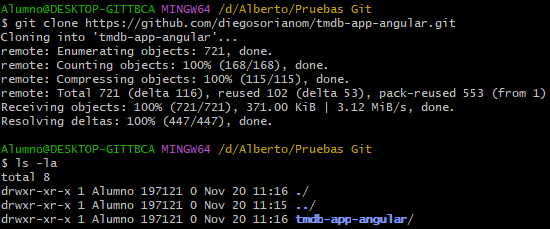 Alumno@DESKTOP-GITTBCA MINGW64 /d/Alberto/Pruebas Git
$ git clone https://github.com/diegosorianom/tmdb-app-angular.git
Cloning into 'tmdb-app-angular'...
remote: Enumerating objects: 721, done.
remote: Counting objects: 100% (168/168), done.
remote: Compressing objects: 100% (115/115), done.
remote: Total 721 (delta 116), reused 102 (delta 53), pack-reused 553 (from 1)
Receiving objects: 100% (721/721), 371.00 KiB | 3.12 MiB/s, done.
Resolving deltas: 100% (447/447), done.
Alumno@DESKTOP-GITTBCA MINGW64 /d/Alberto/Pruebas Git
$ ls -la
total 8
drwxr-xr-x 1 Alumno 197121 0 Nov 20 11:16 ./
drwxr-xr-x 1 Alumno 197121 0 Nov 20 11:15 ../
drwxr-xr-x 1 Alumno 197121 0 Nov 20 11:16 tmdb-app-angular/